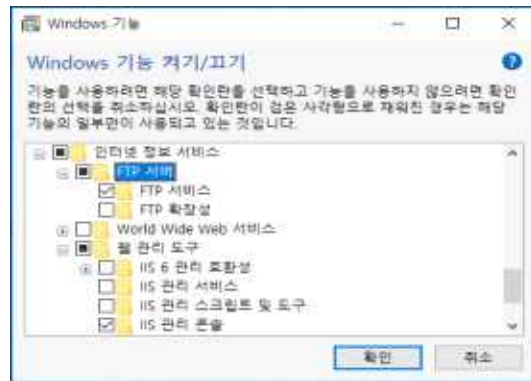 Windows 기능
Windows 기능 켜기/끄기
기능을 사용하려면 해당 확인란을 선택하고 기능을 사용하지 않으려면 확인
란의 선택을 취소하십시오. 확인란이 검은 사각형으로 채워진 경우는 해당
기능의 일부만이 사용되고 있는 것입니다.
인터넷 정보 서비스
FTP 서버
FTP 서비스
FTP 확장성
World Wide Web 서비스
웹 관리 도구
IIS 6 관리 호환성
IIS 관리 서비스
IIS 관리 스크립트 및 도구
IIS 관리 콘솔
확인
취소